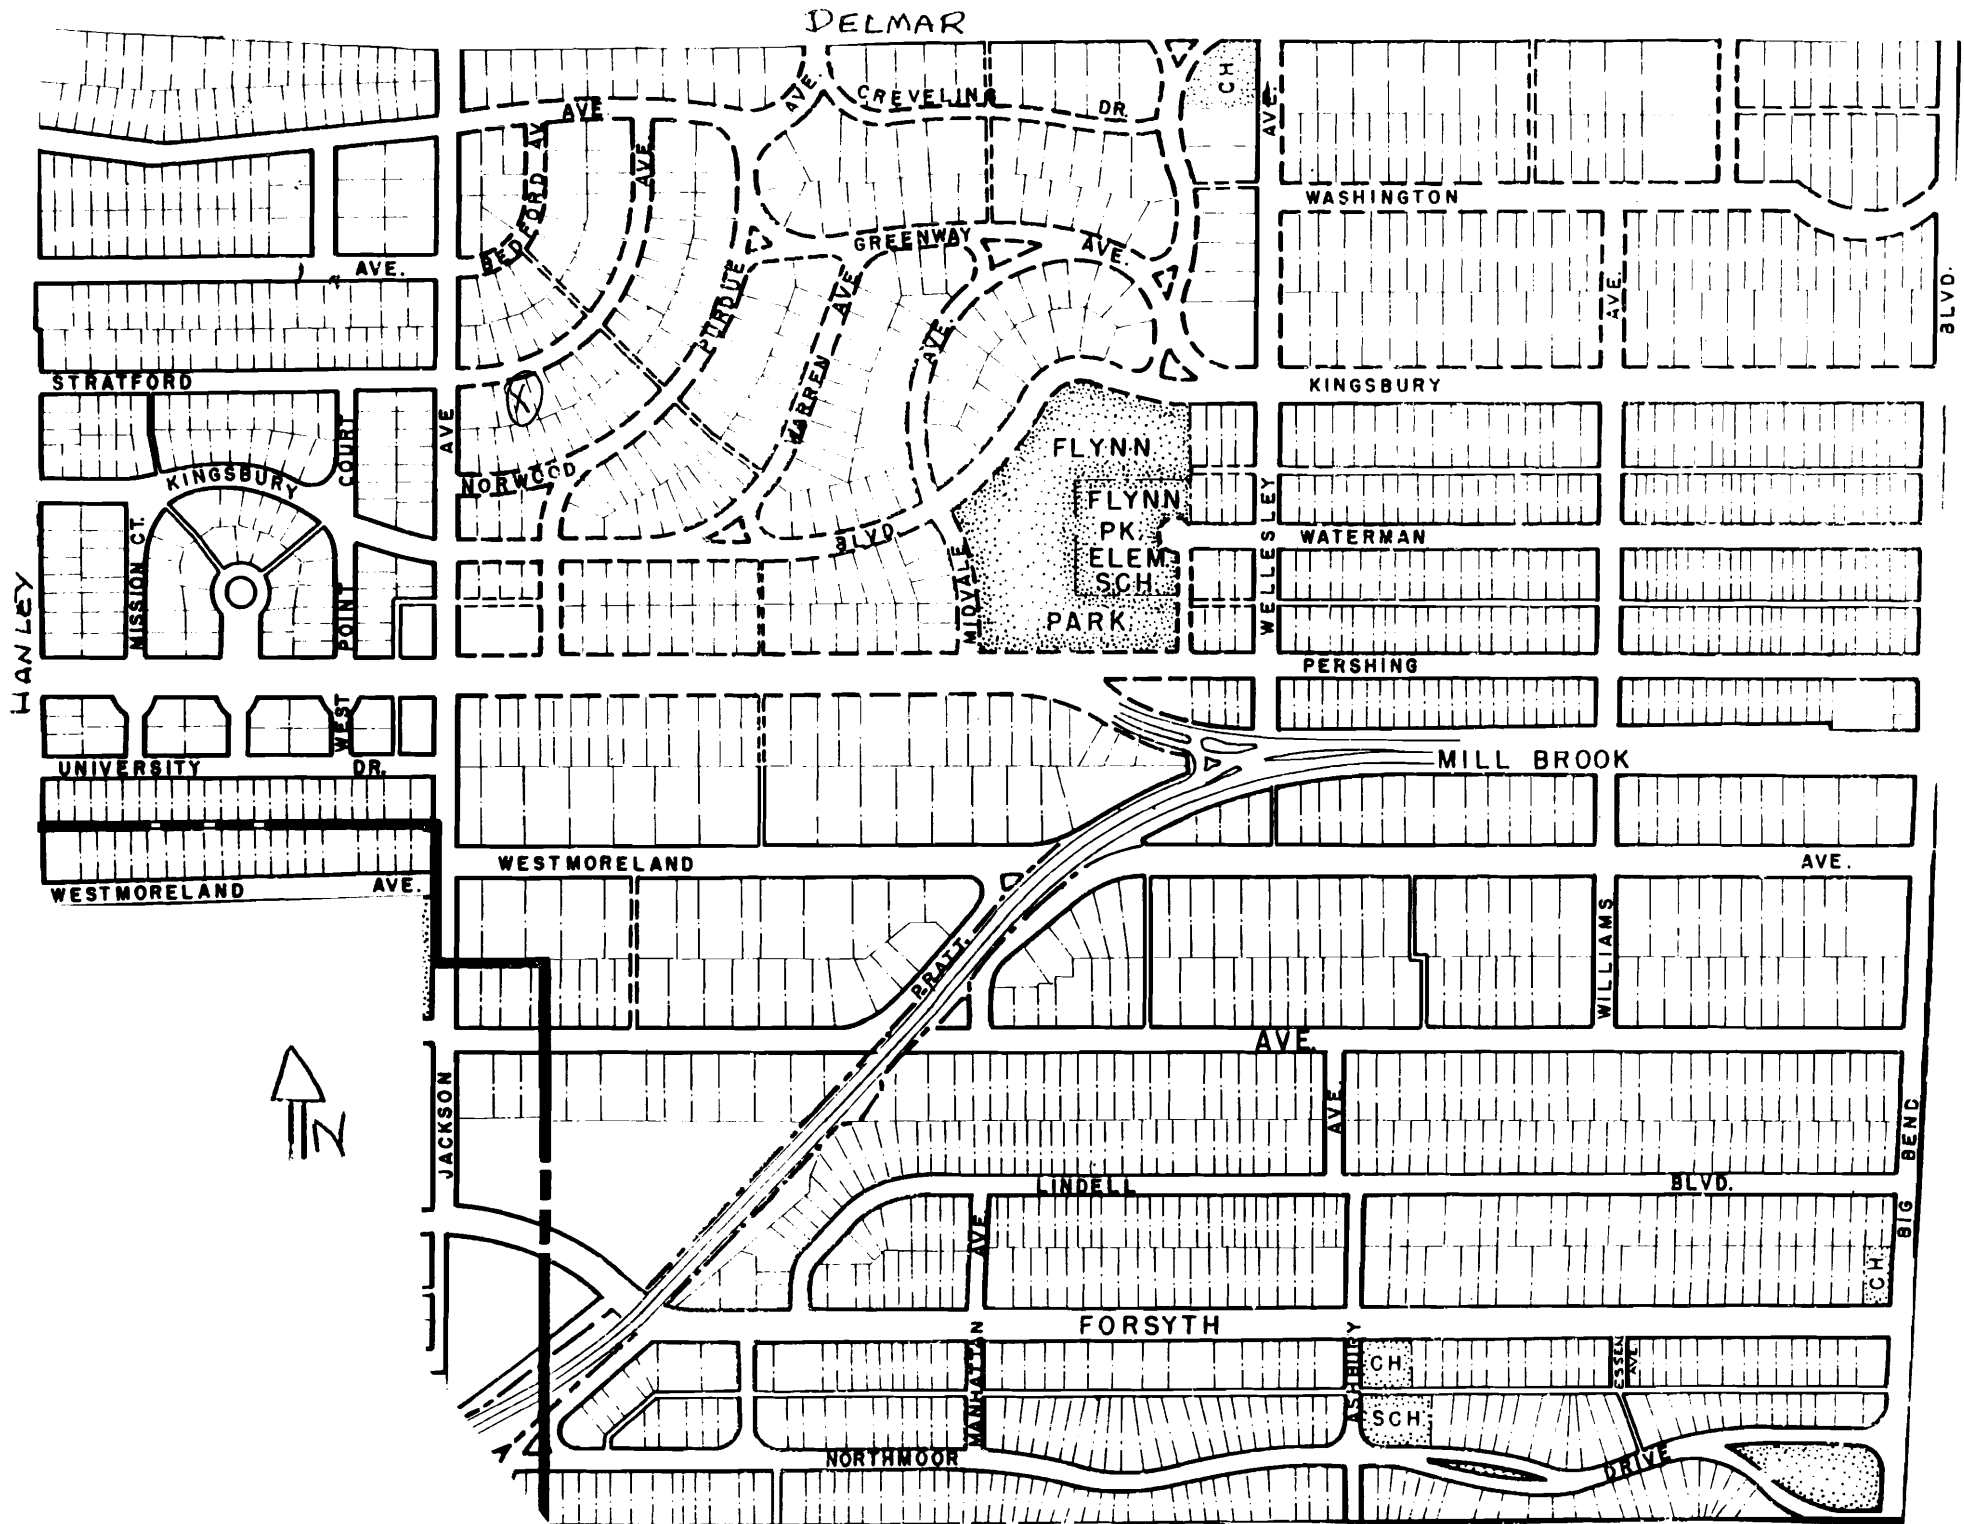 DELMAR
CREVELING
DR.
AVE.
AVE.
CH
AVE.
BEDFORD AV.
AVE.
WASHINGTON
GREENWAY
AVE.
AVE.
PURDUE
WARREN AVE.
AVE.
AVE.
BLVD.
STRATFORD
KINGSBURY
X
COURT
AVE
NORWOOD
KINGSBURY
FLYNN
FLYNN
PK.
ELEM.
SCH.
PARK
WELLESLEY
WATERMAN
BLVD.
MIDVALE
HANLEY
MISSION CT.
POINT
WEST
PERSHING
UNIVERSITY DR.
MILL BROOK
WESTMORELAND
AVE.
WESTMORELAND AVE.
WILLIAMS
PRATT
AVE.
N
JACKSON
AVE.
BIG BEND
LINDELL
BLVD.
AVE.
CH
FORSYTH
MANHATTAN
ASHBURY
CH.
ESSEN AVE.
SCH.
NORTHMOOR
DRIVE